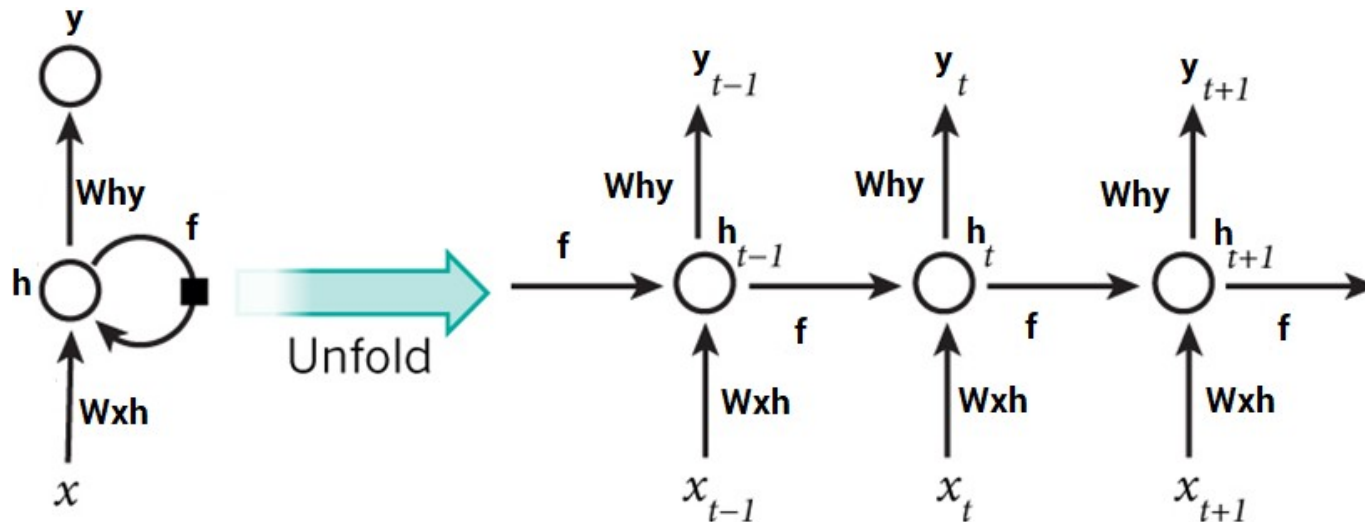 y
Why
f
h
Wxh
x
Unfold
y t-1 y t y t+1
Why Why Why
f h t-1 h t h t+1
f f f
Wxh Wxh Wxh
x t-1 x t x t+1